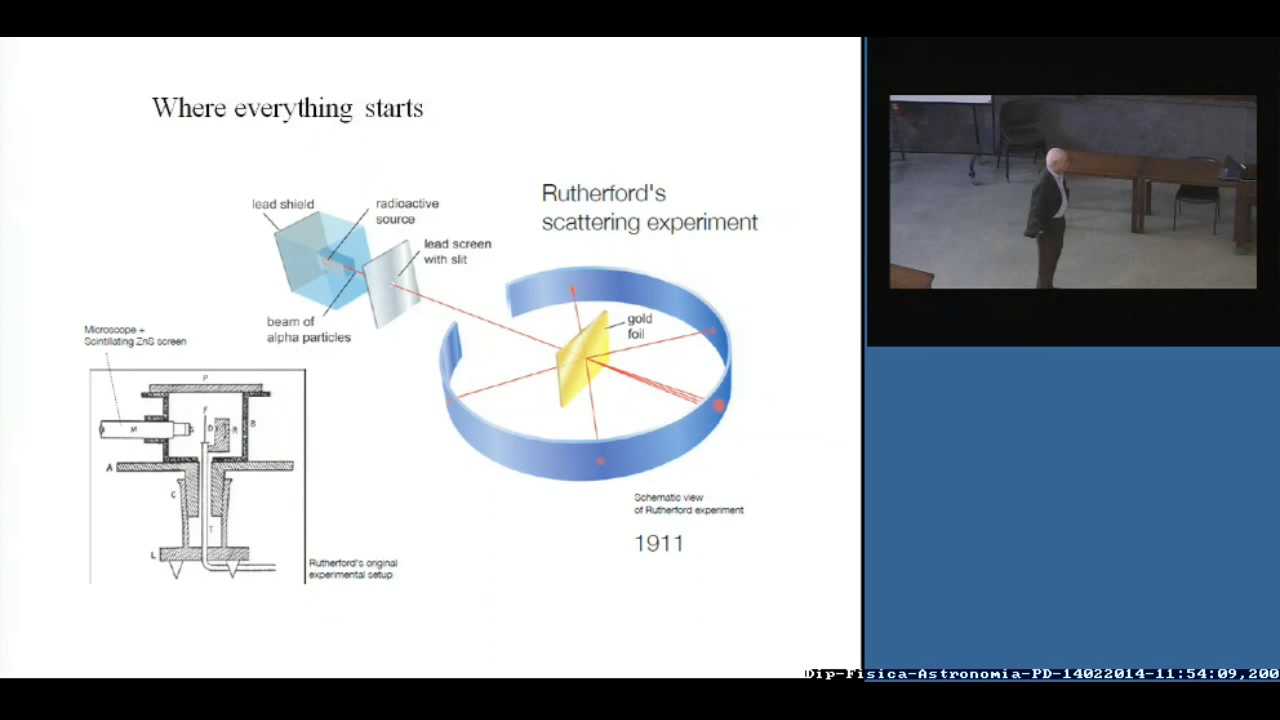 Where everything starts
Rutherford's
scattering experiment
lead shield
radioactive
source
lead screen
with slit
beam of
alpha particles
gold
foil
Microscope +
Scintillating ZnS screen
P
F
M
S
D
R
B
A
C
T
L
Rutherford's original
experimental setup
Schematic view
of Rutherford experiment
1911
Dip-Fisica-Astronomia-PD-14022014-11:54:09,200